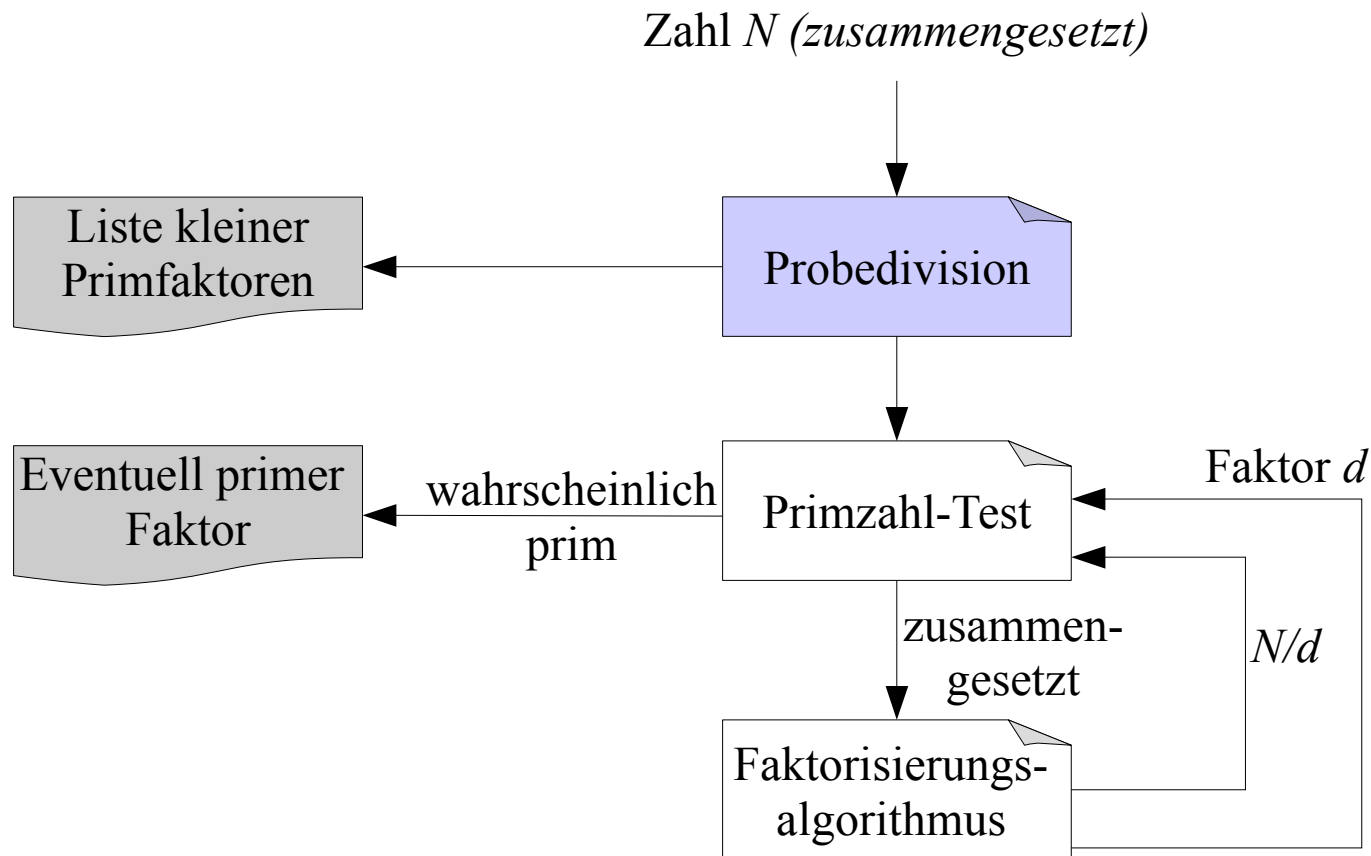 Zahl N (zusammengesetzt)
Liste kleiner
Primfaktoren
Probedivision
Eventuell primer
Faktor
wahrscheinlich
prim
Primzahl-Test
Faktor d
zusammen-
gesetzt
N/d
Faktorisierungs-
algorithmus